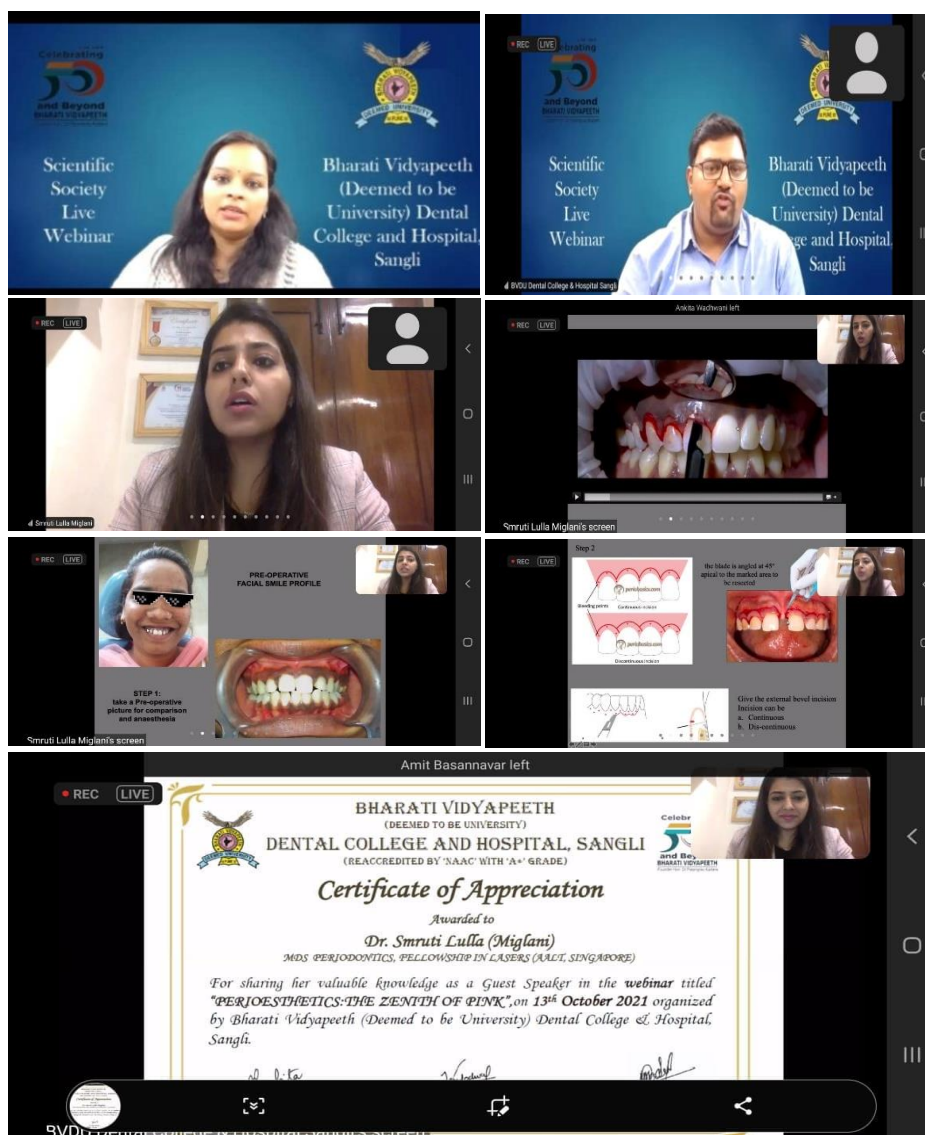 Celebrating
50
and Beyond
BHARATI VIDYAPEETH
Scientific
Society
Live
Webinar
Bharati Vidyapeeth
(Deemed to be
University) Dental
College and Hospital,
Sangli
REC LIVE
and Beyond
BHARATI VIDYAPEETH
Scientific
Society
Live
Webinar
Bharati Vidyapeeth
(Deemed to be
University) Dental
ege and Hospital,
Sangli
BVDU Dental College & Hospital Sangli
REC LIVE
Smruti Lulla Miglani
Ankita Wadhwani left
REC LIVE
Smruti Lulla Miglani's screen
REC LIVE
PRE-OPERATIVE
FACIAL SMILE PROFILE
STEP 1:
take a Pre-operative
picture for comparison
and anaesthesia
Smruti Lulla Miglani's screen
REC LIVE
Step 2
Bleeding points
Continuous incision
periobasics.com
Discontinuous incision
the blade is angled at 45°
apical to the marked area to
be resected
Give the external bevel incision
Incision can be
a. Continuous
b. Dis-continuous
Amit Basannavar left
REC LIVE
BHARATI VIDYAPEETH
(DEEMED TO BE UNIVERSITY)
DENTAL COLLEGE AND HOSPITAL, SANGLI
(REACCREDITED BY 'NAAC' WITH 'A+' GRADE)
Celebr
and Bey
BHARATI VIDYAPEETH
Certificate of Appreciation
Awarded to
Dr. Smruti Lulla (Miglani)
MDS PERIODONTICS, FELLOWSHIP IN LASERS (AALT, SINGAPORE)
For sharing her valuable knowledge as a Guest Speaker in the webinar titled
"PERIOESTHETICS:THE ZENITH OF PINK", on 13th October 2021 organized
by Bharati Vidyapeeth (Deemed to be University) Dental College & Hospital,
Sangli.